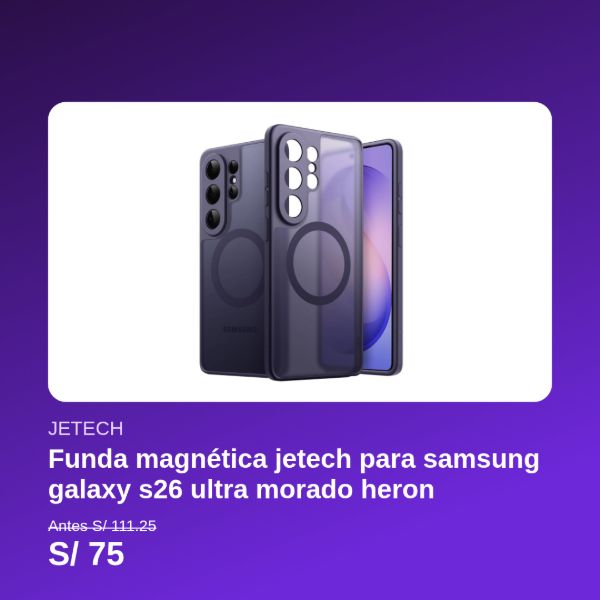 SAMSUNG
JETECH
Funda magnética jetech para samsung
galaxy s26 ultra morado heron
Antes S/ 111.25
S/ 75